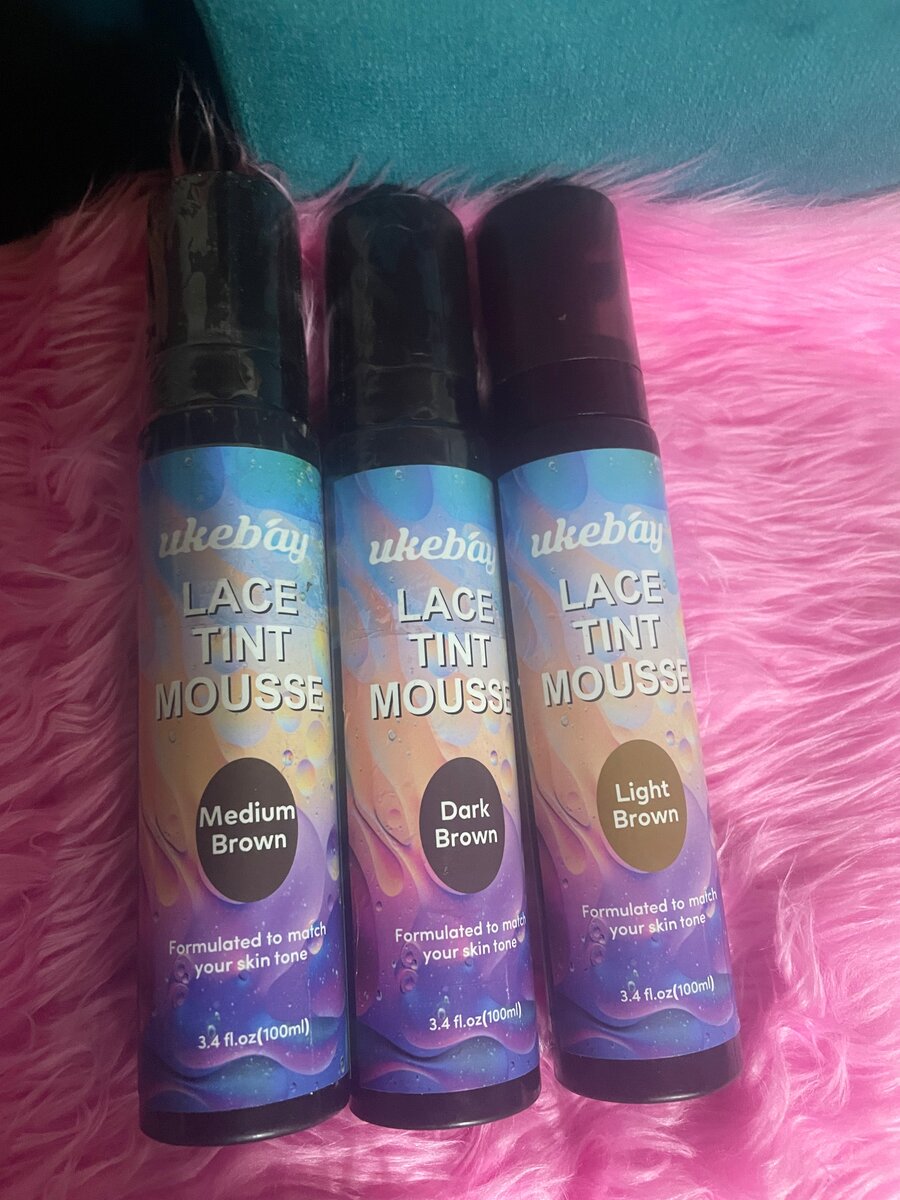 ukebay
LACE
TINT
MOUSSE
Medium
Brown
Formulated to match
your skin tone
3.4 fl.oz(100ml)
ukebay
LACE
TINT
MOUSSE
Dark
Brown
Formulated to match
your skin tone
3.4 fl.oz(100ml)
ukebay
LACE
TINT
MOUSSE
Light
Brown
Formulated to match
your skin tone
3.4 fl.oz(100ml)